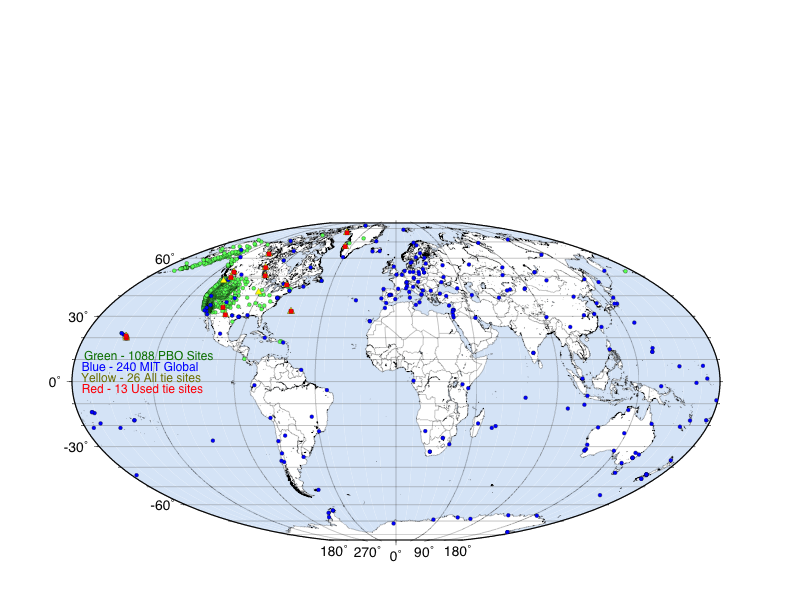 60°
30°
Green - 1088 PBO Sites
Blue - 240 MIT Global
Yellow - 26 All tie sites
0°
Red - 13 Used tie sites
-30°
-60°
180° 270° 0° 90° 180°